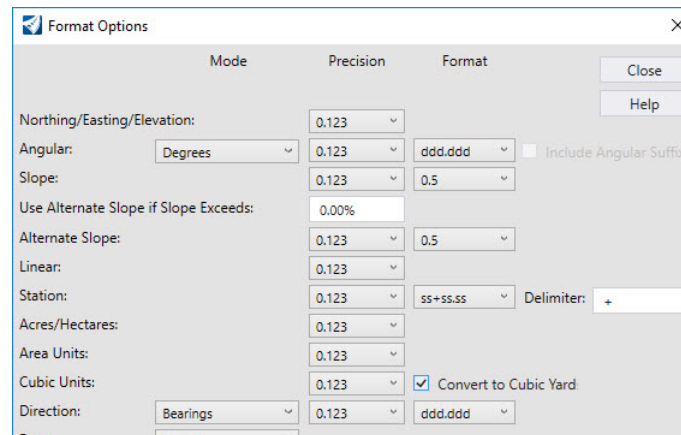 Format Options
Mode Precision Format
Close
Help
Northing/Easting/Elevation: 0.123
Angular: Degrees 0.123 ddd.ddd Include Angular Suffi
Slope: 0.123 0.5
Use Alternate Slope if Slope Exceeds: 0.00%
Alternate Slope: 0.123 0.5
Linear: 0.123
Station: 0.123 ss+ss.ss Delimiter: +
Acres/Hectares: 0.123
Area Units: 0.123
Cubic Units: 0.123 Convert to Cubic Yard
Direction: Bearings 0.123 ddd.ddd